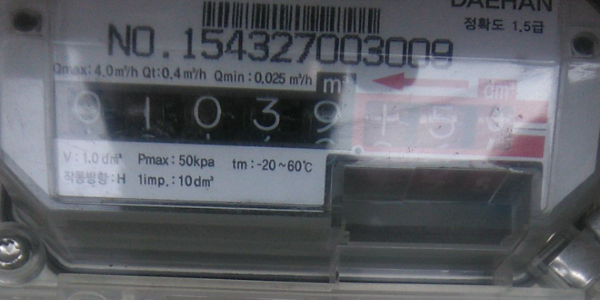 DAEHAN
정확도 1.5급
NO. 154327003009
Qmax: 4.0m³/h Qt: 0.4m³/h Qmin : 0.025m³/h
m³ dm³
0 1 0 3 9 1 5
V : 1.0dm³ Pmax: 50kpa tm: -20~60℃
작동방향: H 1imp. : 10dm³